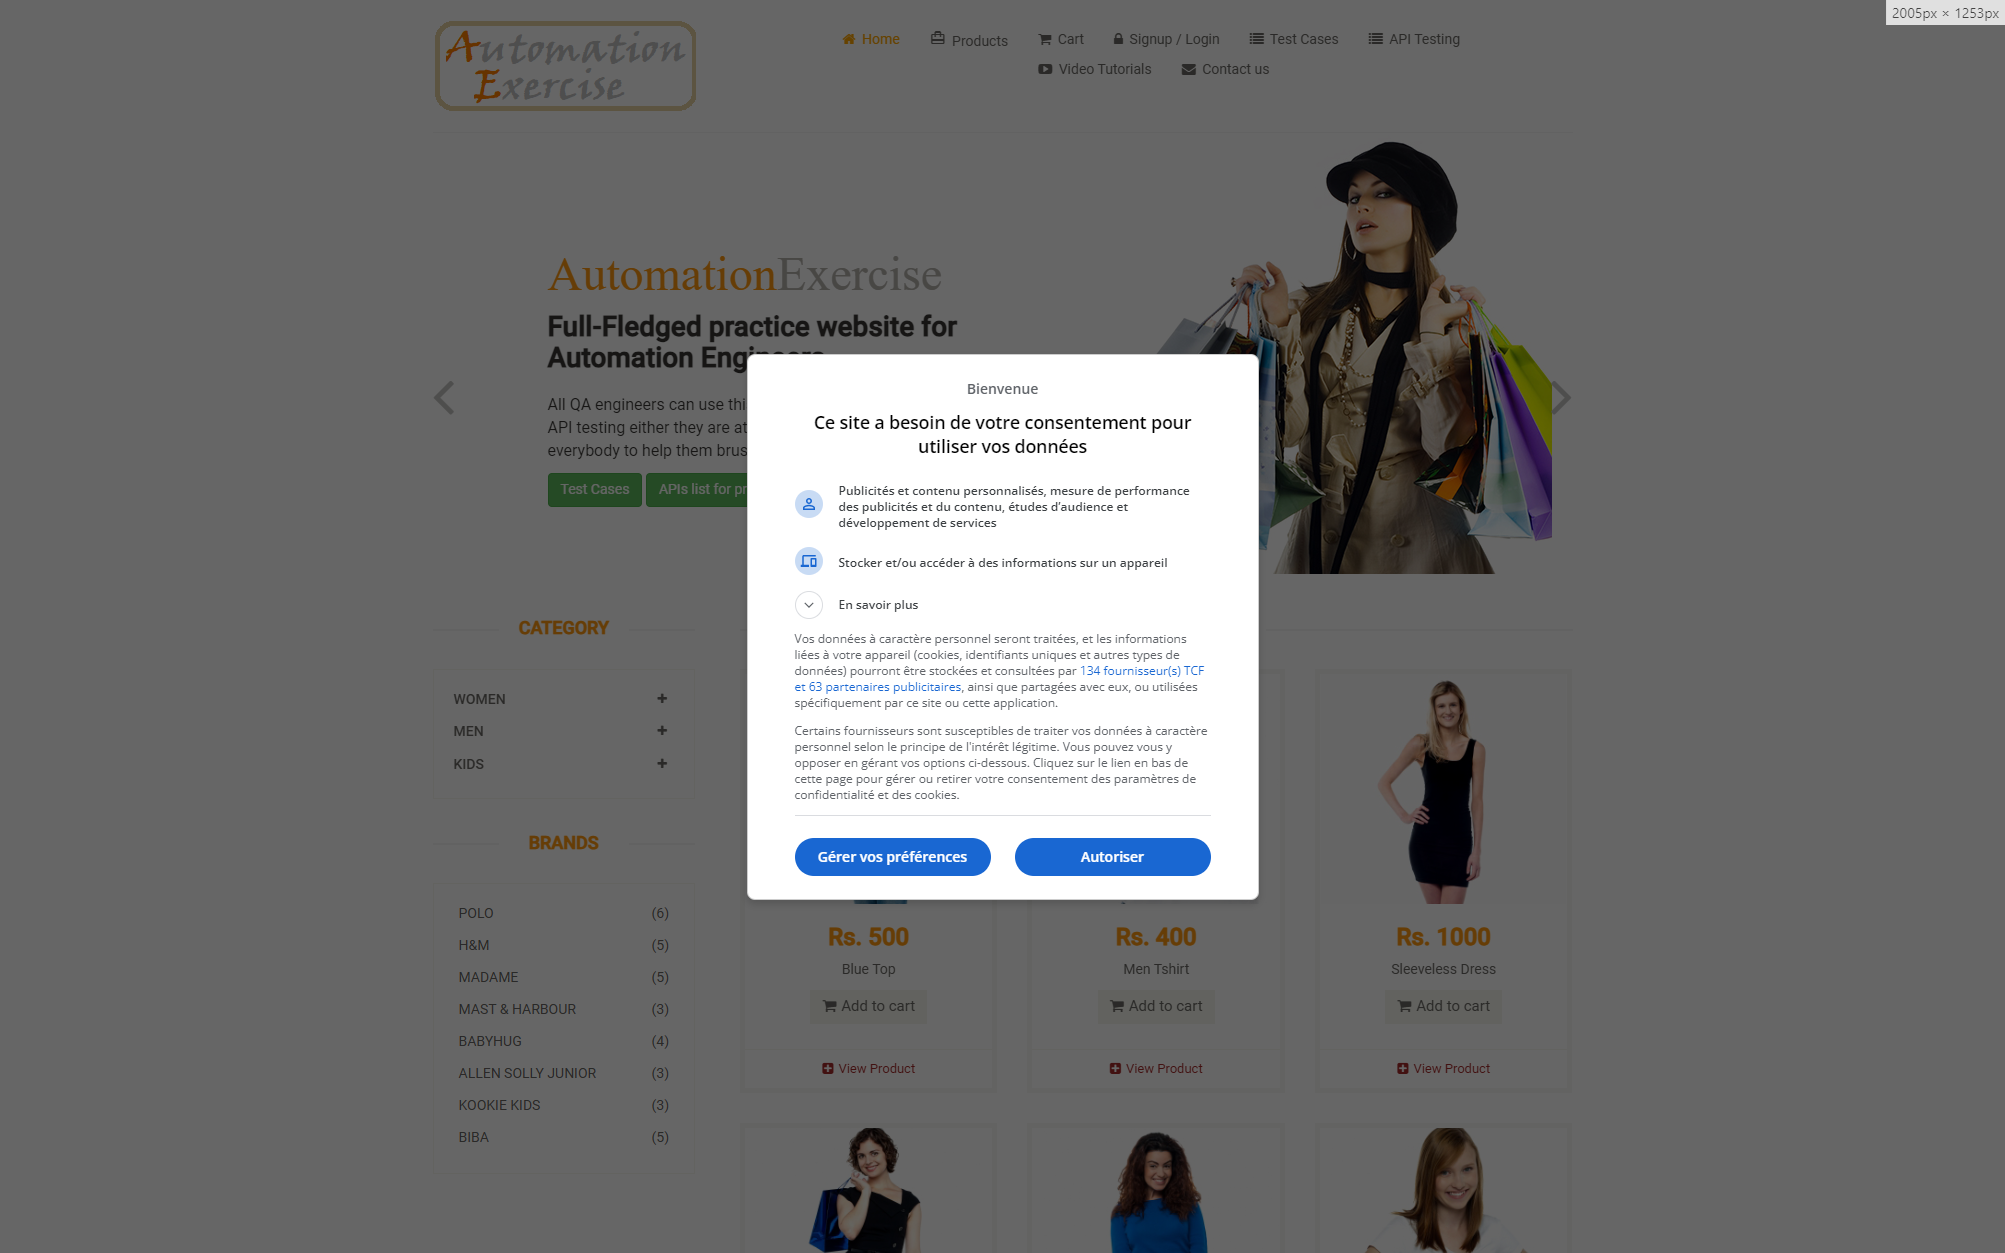 2005px × 1253px
Automation
Exercise
Home
Products
Cart
Signup / Login
Test Cases
API Testing
Video Tutorials
Contact us
AutomationExercise
Full-Fledged practice website for
Automation Engineers
All QA engineers can use thi
API testing either they are at
everybody to help them brus
Test Cases
APIs list for pr
Bienvenue
Ce site a besoin de votre consentement pour
utiliser vos données
Publicités et contenu personnalisés, mesure de performance
des publicités et du contenu, études d’audience et
développement de services
Stocker et/ou accéder à des informations sur un appareil
En savoir plus
Vos données à caractère personnel seront traitées, et les informations
liées à votre appareil (cookies, identifiants uniques et autres types de
données) pourront être stockées et consultées par 134 fournisseur(s) TCF
et 63 partenaires publicitaires, ainsi que partagées avec eux, ou utilisées
spécifiquement par ce site ou cette application.
Certains fournisseurs sont susceptibles de traiter vos données à caractère
personnel selon le principe de l'intérêt légitime. Vous pouvez vous y
opposer en gérant vos options ci-dessous. Cliquez sur le lien en bas de
cette page pour gérer ou retirer votre consentement des paramètres de
confidentialité et des cookies.
Gérer vos préférences
Autoriser
CATEGORY
WOMEN
MEN
KIDS
BRANDS
POLO (6)
H&M (5)
MADAME (5)
MAST & HARBOUR (3)
BABYHUG (4)
ALLEN SOLLY JUNIOR (3)
KOOKIE KIDS (3)
BIBA (5)
Rs. 500
Blue Top
Add to cart
View Product
Rs. 400
Men Tshirt
Add to cart
View Product
Rs. 1000
Sleeveless Dress
Add to cart
View Product